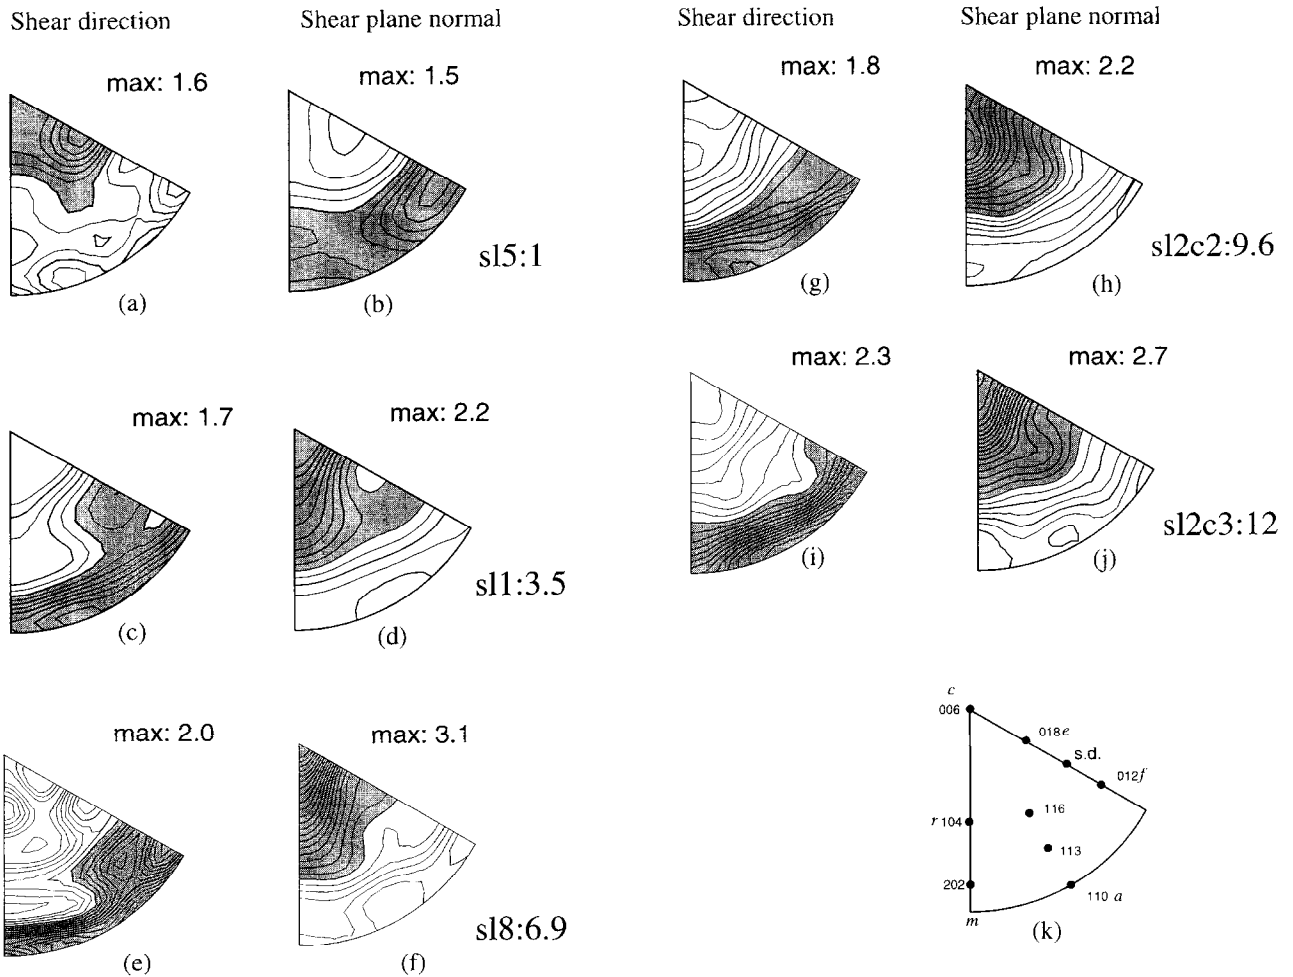 Shear direction
Shear plane normal
max: 1.6
max: 1.5
sl5:1
(a)
(b)
max: 1.7
max: 2.2
sl1:3.5
(c)
(d)
max: 2.0
max: 3.1
sl8:6.9
(e)
(f)
Shear direction
Shear plane normal
max: 1.8
max: 2.2
sl2c2:9.6
(g)
(h)
max: 2.3
max: 2.7
sl2c3:12
(i)
(j)
c
006
018 e
s.d.
012 f
r 104
116
113
202
110 a
m
(k)